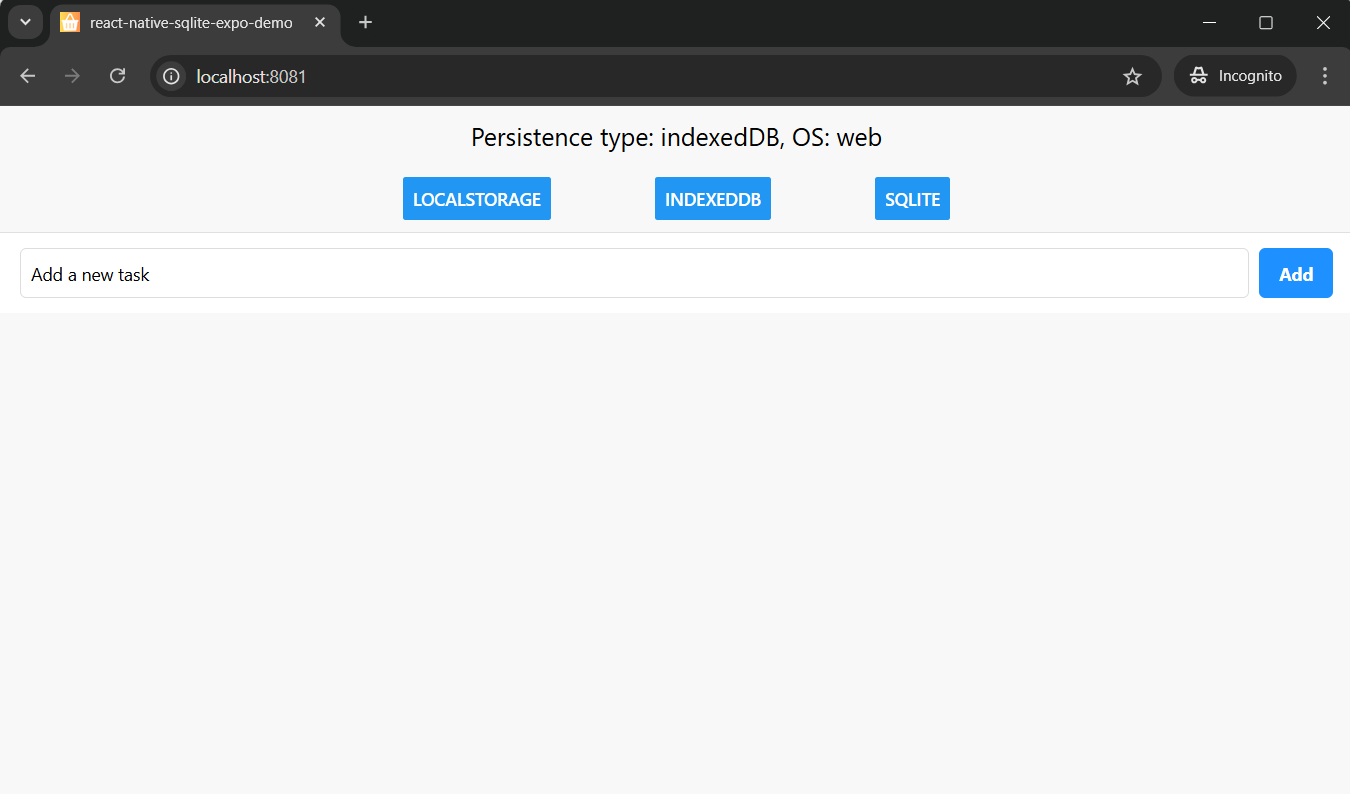 react-native-sqlite-expo-demo
localhost:8081
Incognito
Persistence type: indexedDB, OS: web
LOCALSTORAGE
INDEXEDDB
SQLITE
Add a new task
Add